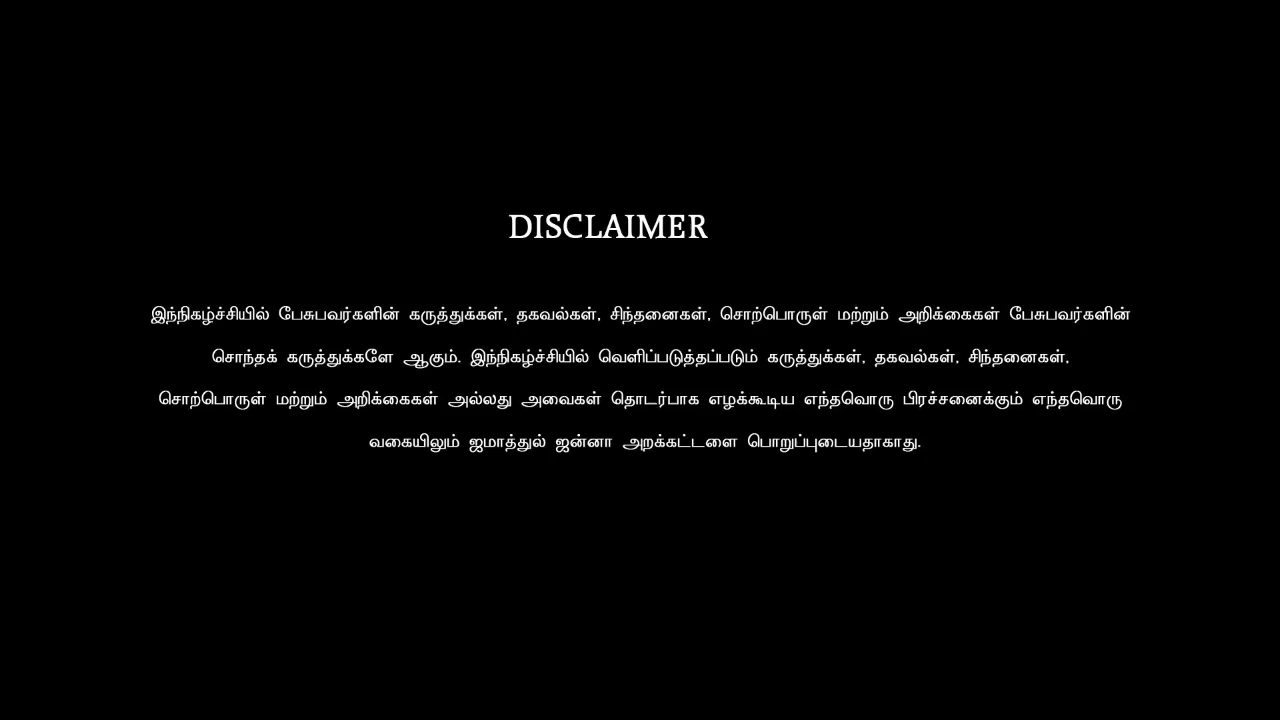 DISCLAIMER
இந்நிகழ்ச்சியில் பேசுபவர்களின் கருத்துக்கள், தகவல்கள், சிந்தனைகள், சொற்பொருள் மற்றும் அறிக்கைகள் பேசுபவர்களின்
சொந்தக் கருத்துக்களே ஆகும். இந்நிகழ்ச்சியில் வெளிப்படுத்தப்படும் கருத்துக்கள், தகவல்கள், சிந்தனைகள்,
சொற்பொருள் மற்றும் அறிக்கைகள் அல்லது அவைகள் தொடர்பாக எழக்கூடிய எந்தவொரு பிரச்சனைக்கும் எந்தவொரு
வகையிலும் ஜமாத்துல் ஜன்னா அறக்கட்டளை பொறுப்புடையதாகாது.